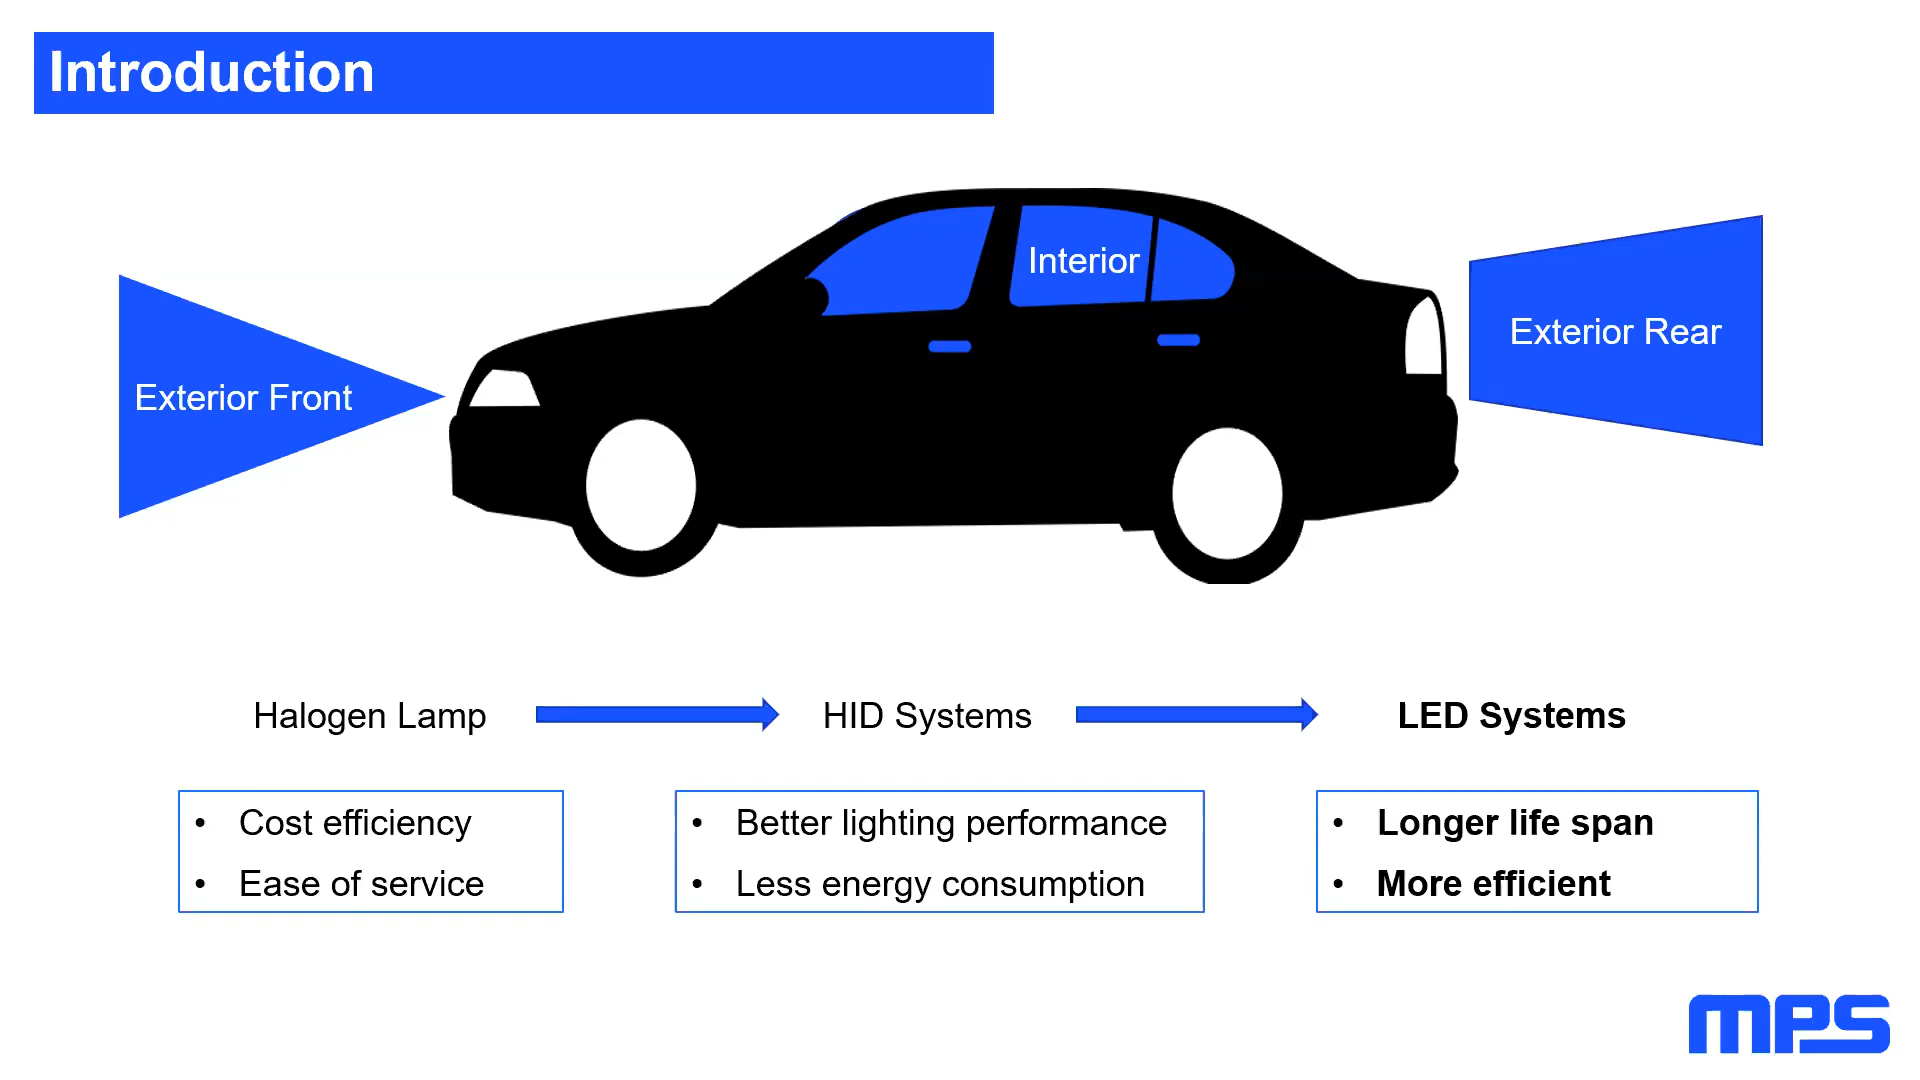 Introduction
Interior
Exterior Rear
Exterior Front
Halogen Lamp
HID Systems
LED Systems
• Cost efficiency
• Ease of service
• Better lighting performance
• Less energy consumption
• Longer life span
• More efficient
MPS